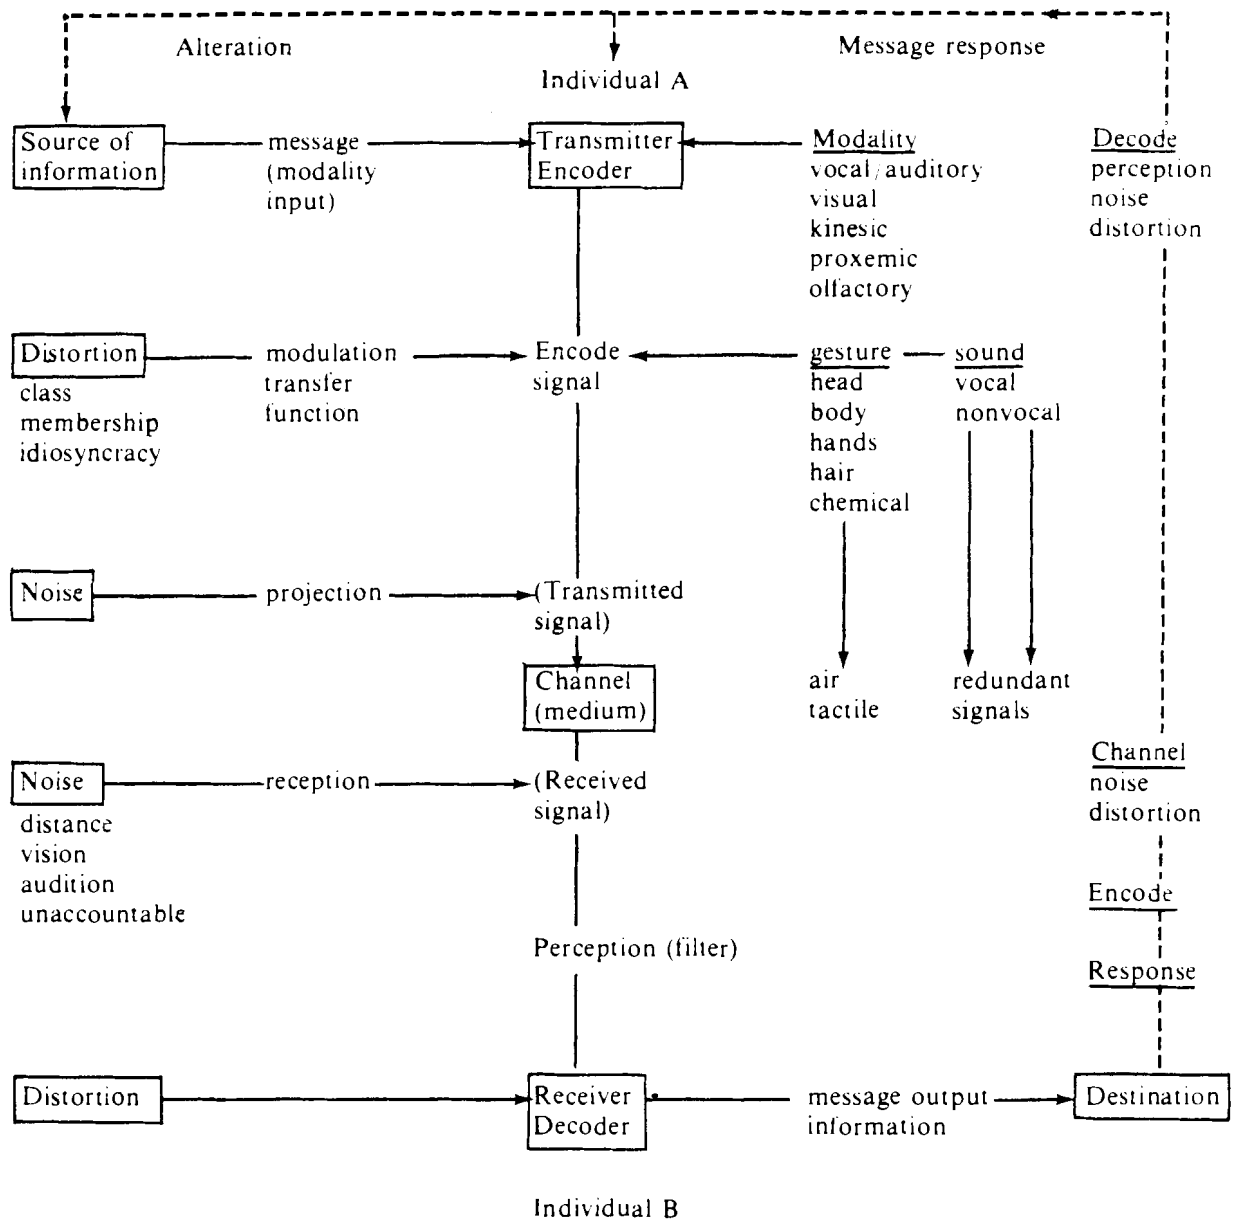 Alteration
Message response
Individual A
Source of
information
message
(modality
input)
Transmitter
Encoder
Modality
vocal/auditory
visual
kinesic
proxemic
olfactory
Decode
perception
noise
distortion
Distortion
class
membership
idiosyncracy
modulation
transfer
function
Encode
signal
gesture
head
body
hands
hair
chemical
sound
vocal
nonvocal
Noise
projection
(Transmitted
signal)
Channel
(medium)
air
tactile
redundant
signals
Noise
distance
vision
audition
unaccountable
reception
(Received
signal)
Channel
noise
distortion
Encode
Perception (filter)
Response
Distortion
Receiver
Decoder
message output
information
Destination
Individual B